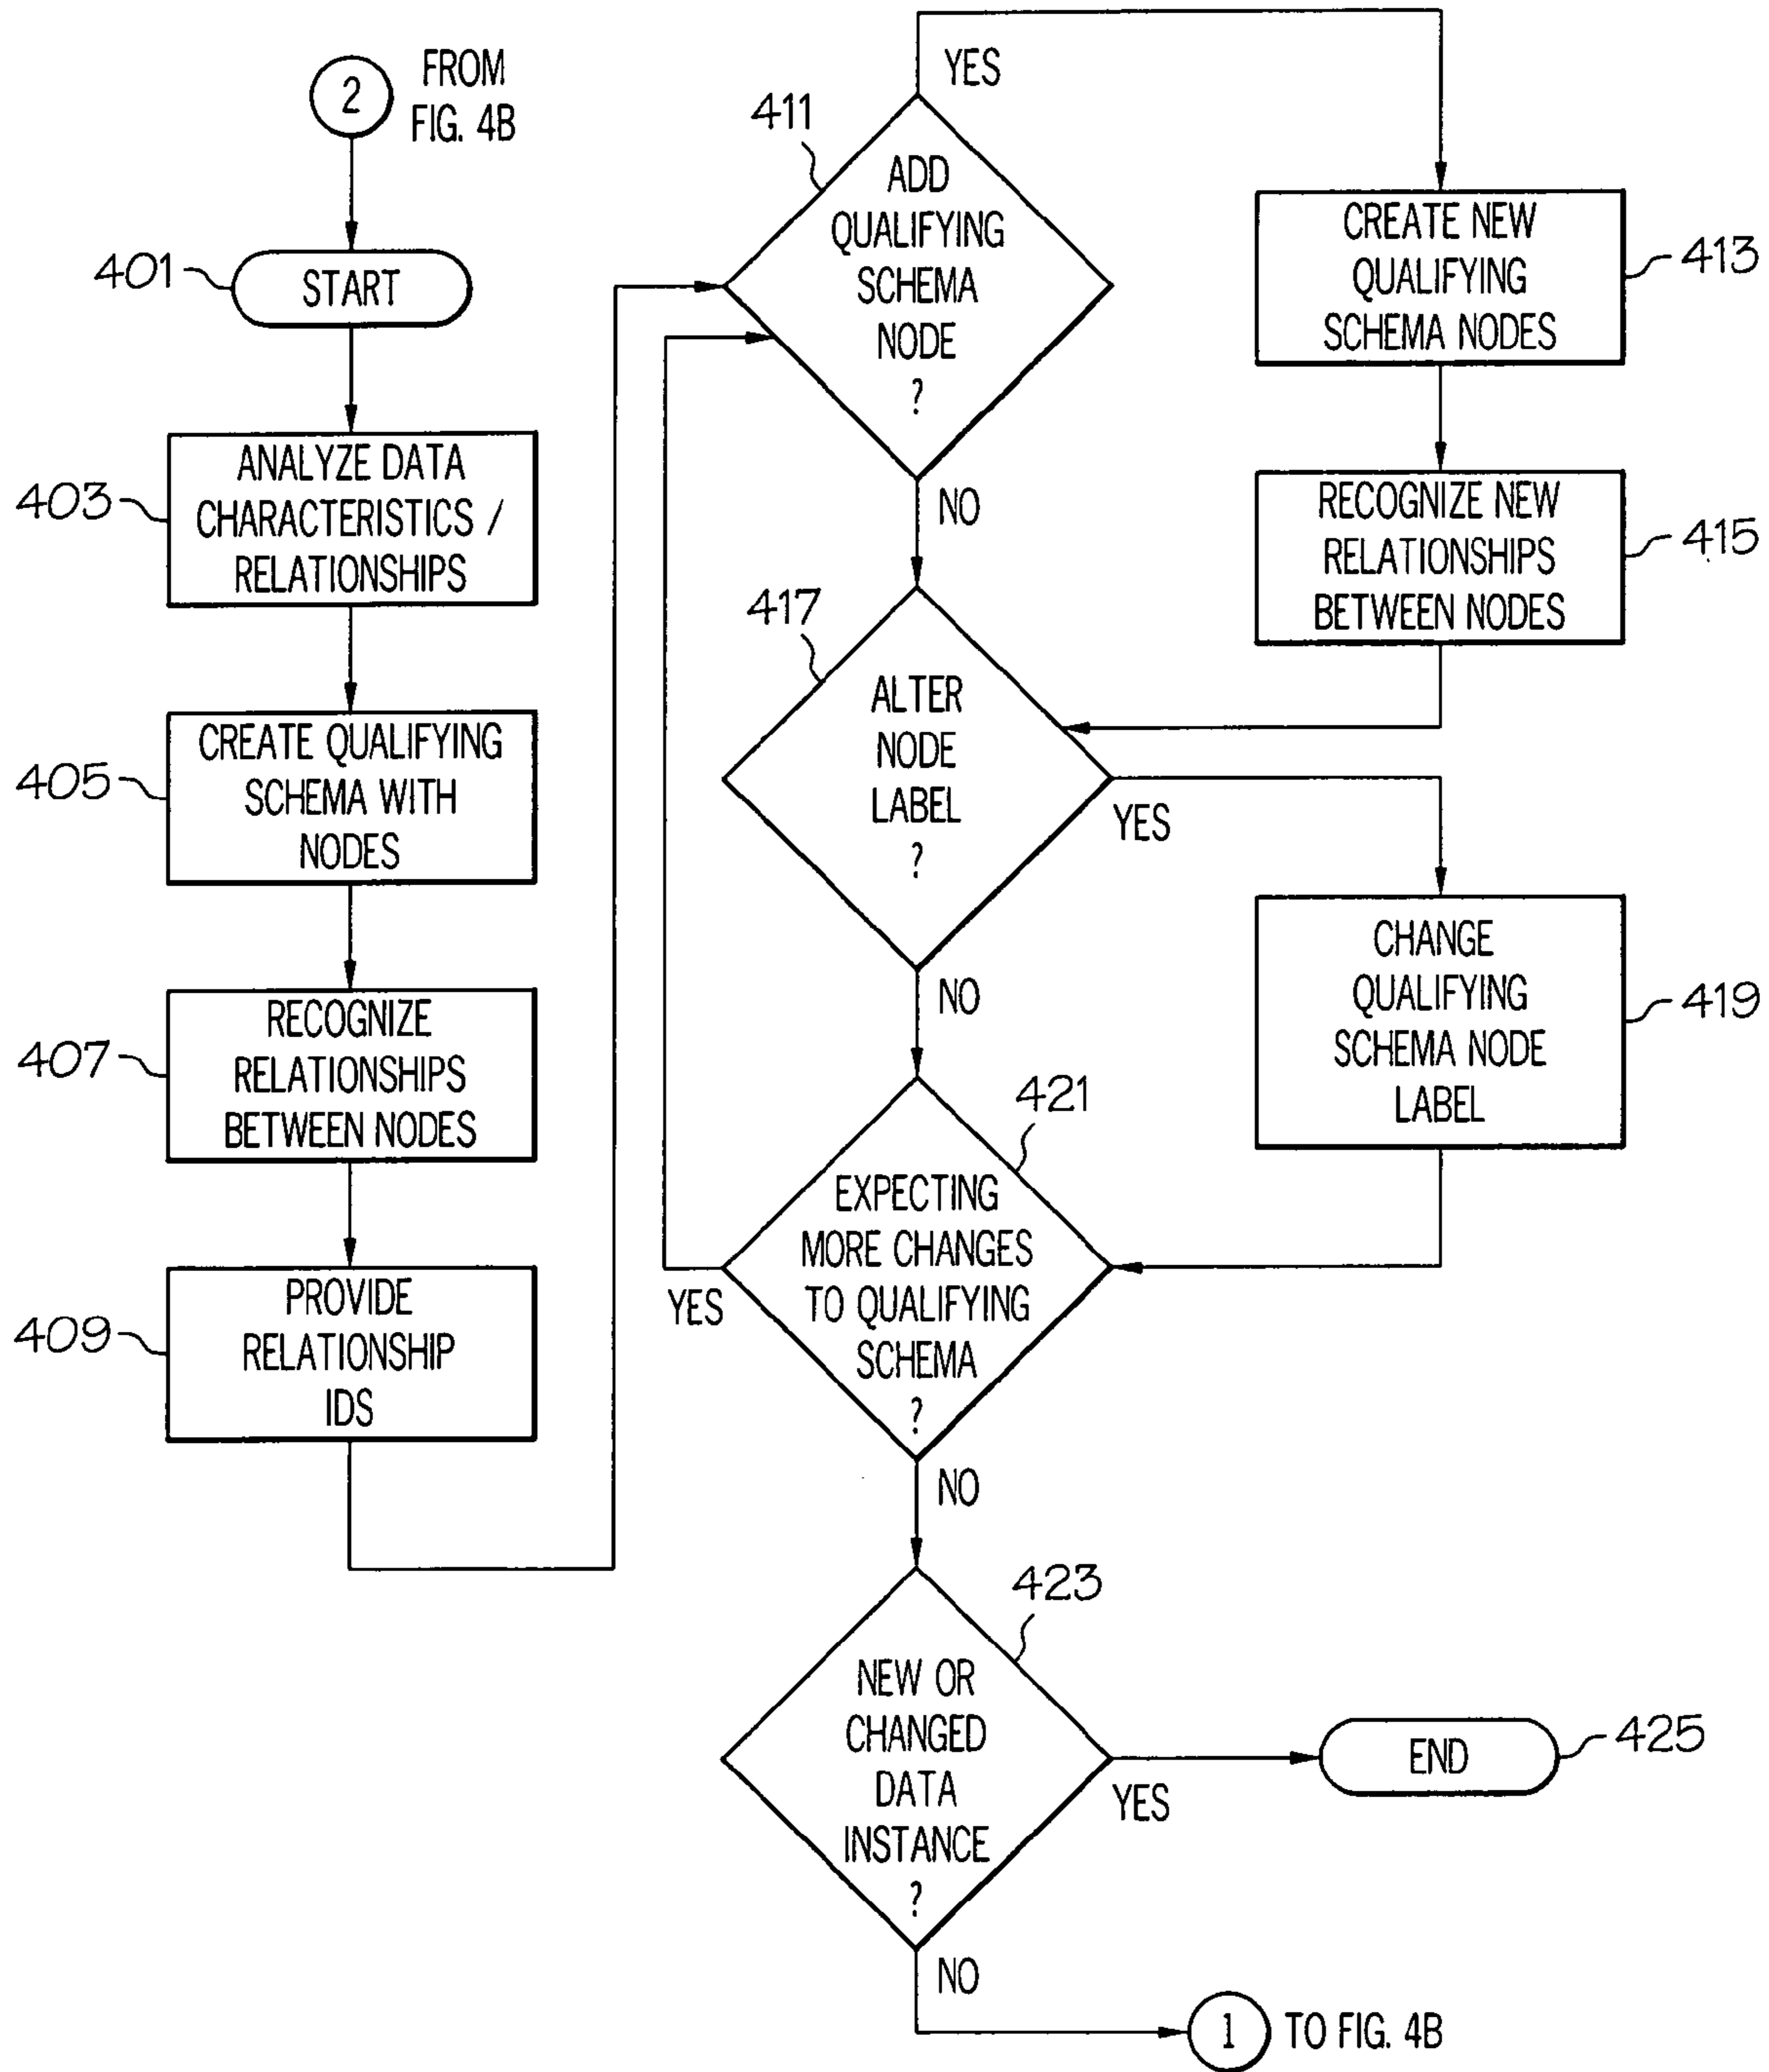 2
FROM
FIG. 4B
401
START
403
ANALYZE DATA
CHARACTERISTICS /
RELATIONSHIPS
405
CREATE QUALIFYING
SCHEMA WITH
NODES
407
RECOGNIZE
RELATIONSHIPS
BETWEEN NODES
409
PROVIDE
RELATIONSHIP
IDS
411
ADD
QUALIFYING
SCHEMA
NODE
?
YES
NO
CREATE NEW
QUALIFYING
SCHEMA NODES
413
RECOGNIZE NEW
RELATIONSHIPS
BETWEEN NODES
415
417
ALTER
NODE
LABEL
?
YES
NO
CHANGE
QUALIFYING
SCHEMA NODE
LABEL
419
421
EXPECTING
MORE CHANGES
TO QUALIFYING
SCHEMA
?
YES
NO
423
NEW OR
CHANGED
DATA
INSTANCE
?
YES
END
425
NO
1
TO FIG. 4B